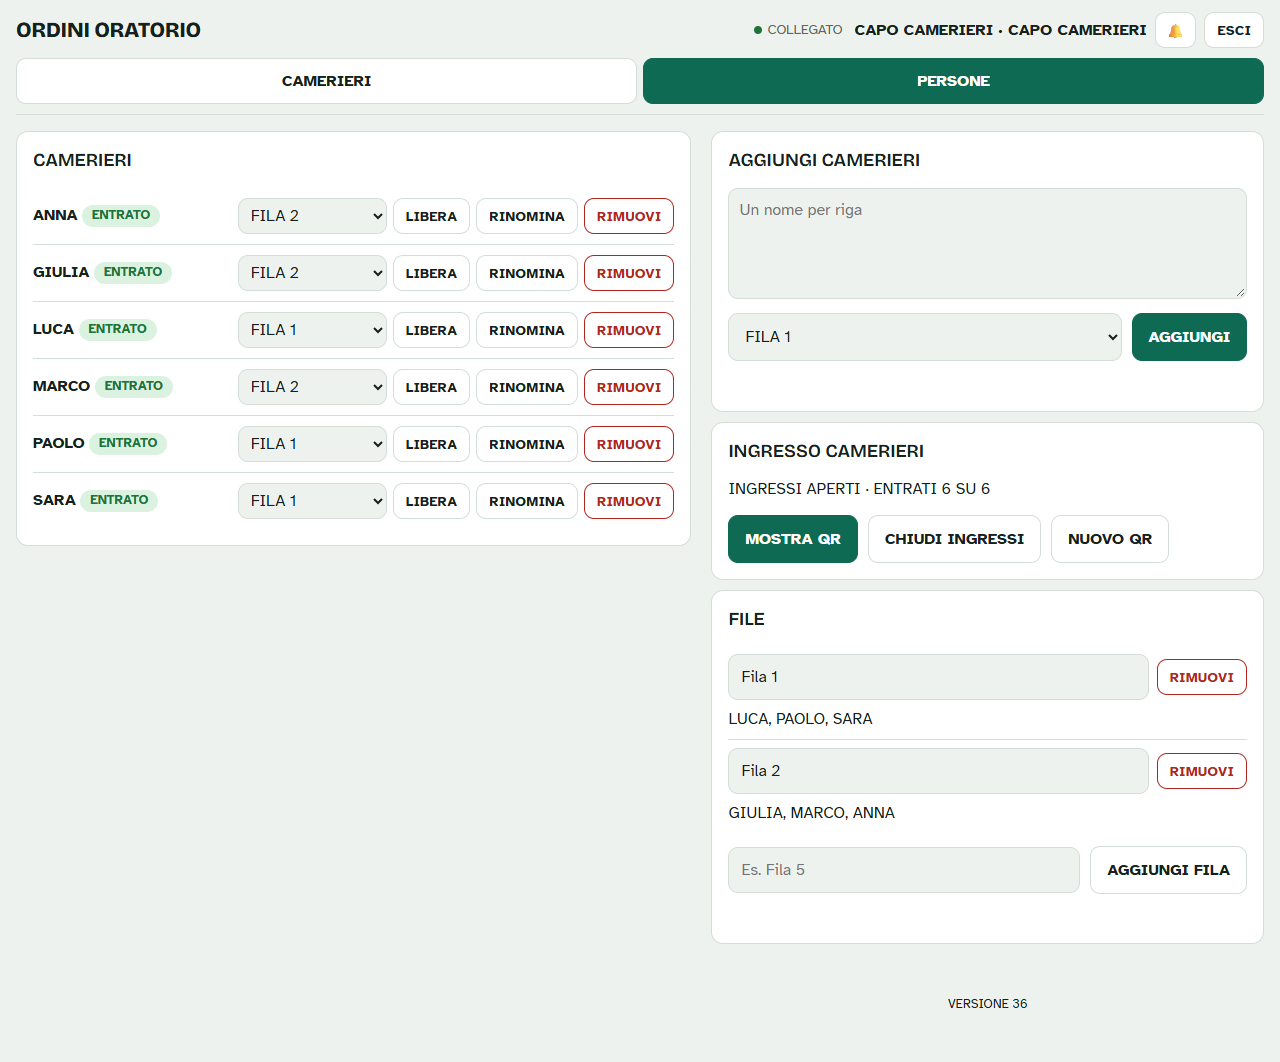 ORDINI ORATORIO
COLLEGATO CAPO CAMERIERI · CAPO CAMERIERI ESCI
CAMERIERI PERSONE
CAMERIERI
ANNA ENTRATO FILA 2 LIBERA RINOMINA RIMUOVI
GIULIA ENTRATO FILA 2 LIBERA RINOMINA RIMUOVI
LUCA ENTRATO FILA 1 LIBERA RINOMINA RIMUOVI
MARCO ENTRATO FILA 2 LIBERA RINOMINA RIMUOVI
PAOLO ENTRATO FILA 1 LIBERA RINOMINA RIMUOVI
SARA ENTRATO FILA 1 LIBERA RINOMINA RIMUOVI
AGGIUNGI CAMERIERI
Un nome per riga
FILA 1 AGGIUNGI
INGRESSO CAMERIERI
INGRESSI APERTI · ENTRATI 6 SU 6
MOSTRA QR CHIUDI INGRESSI NUOVO QR
FILE
Fila 1 RIMUOVI
LUCA, PAOLO, SARA
Fila 2 RIMUOVI
GIULIA, MARCO, ANNA
Es. Fila 5 AGGIUNGI FILA
VERSIONE 36